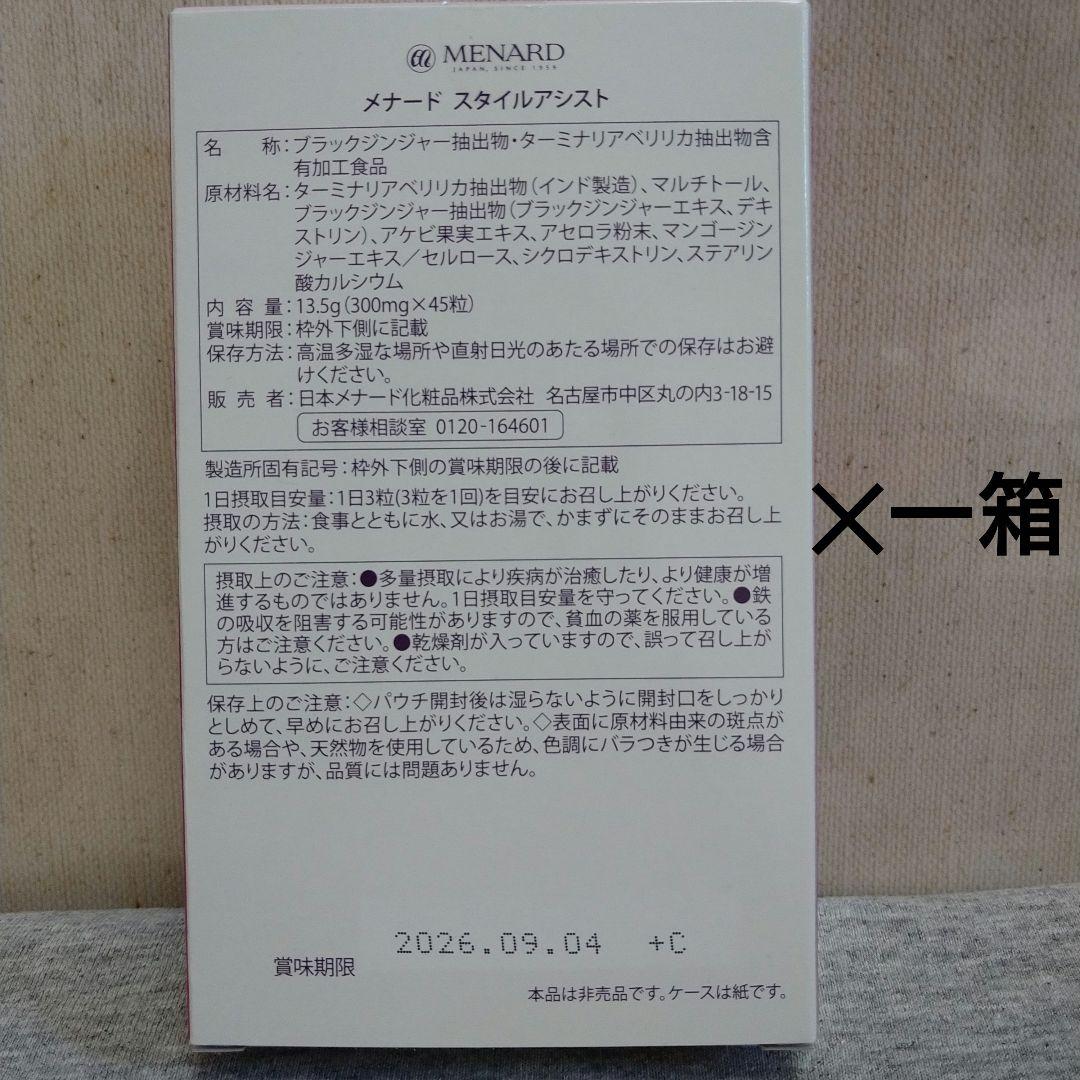 MENARD
JAPAN, SINCE 1959
メナード スタイルアシスト
名 称:ブラックジンジャー抽出物・ターミナリアベリリカ抽出物含
有加工食品
原材料名:ターミナリアベリリカ抽出物(インド製造)、マルチトール、
ブラックジンジャー抽出物(ブラックジンジャーエキス、デキ
ストリン)、アケビ果実エキス、アセロラ粉末、マンゴージン
ジャーエキス/セルロース、シクロデキストリン、ステアリン
酸カルシウム
内 容 量:13.5g(300mg×45粒)
賞味期限:枠外下側に記載
保存方法:高温多湿な場所や直射日光のあたる場所での保存はお避
けください。
販 売 者:日本メナード化粧品株式会社 名古屋市中区丸の内3-18-15
お客様相談室 0120-164601
製造所固有記号:枠外下側の賞味期限の後に記載
1日摂取目安量:1日3粒(3粒を1回)を目安にお召し上がりください。
摂取の方法:食事とともに水、又はお湯で、かまずにそのままお召し上
がりください。
×一箱
摂取上のご注意:●多量摂取により疾病が治癒したり、より健康が増
進するものではありません。1日摂取目安量を守ってください。●鉄
の吸収を阻害する可能性がありますので、貧血の薬を服用している
方はご注意ください。●乾燥剤が入っていますので、誤って召し上が
らないように、ご注意ください。
保存上のご注意:◇パウチ開封後は湿らないように開封口をしっかり
としめて、早めにお召し上がりください。◇表面に原材料由来の斑点が
ある場合や、天然物を使用しているため、色調にバラつきが生じる場合
がありますが、品質には問題ありません。
2026.09.04 +C
賞味期限
本品は非売品です。ケースは紙です。